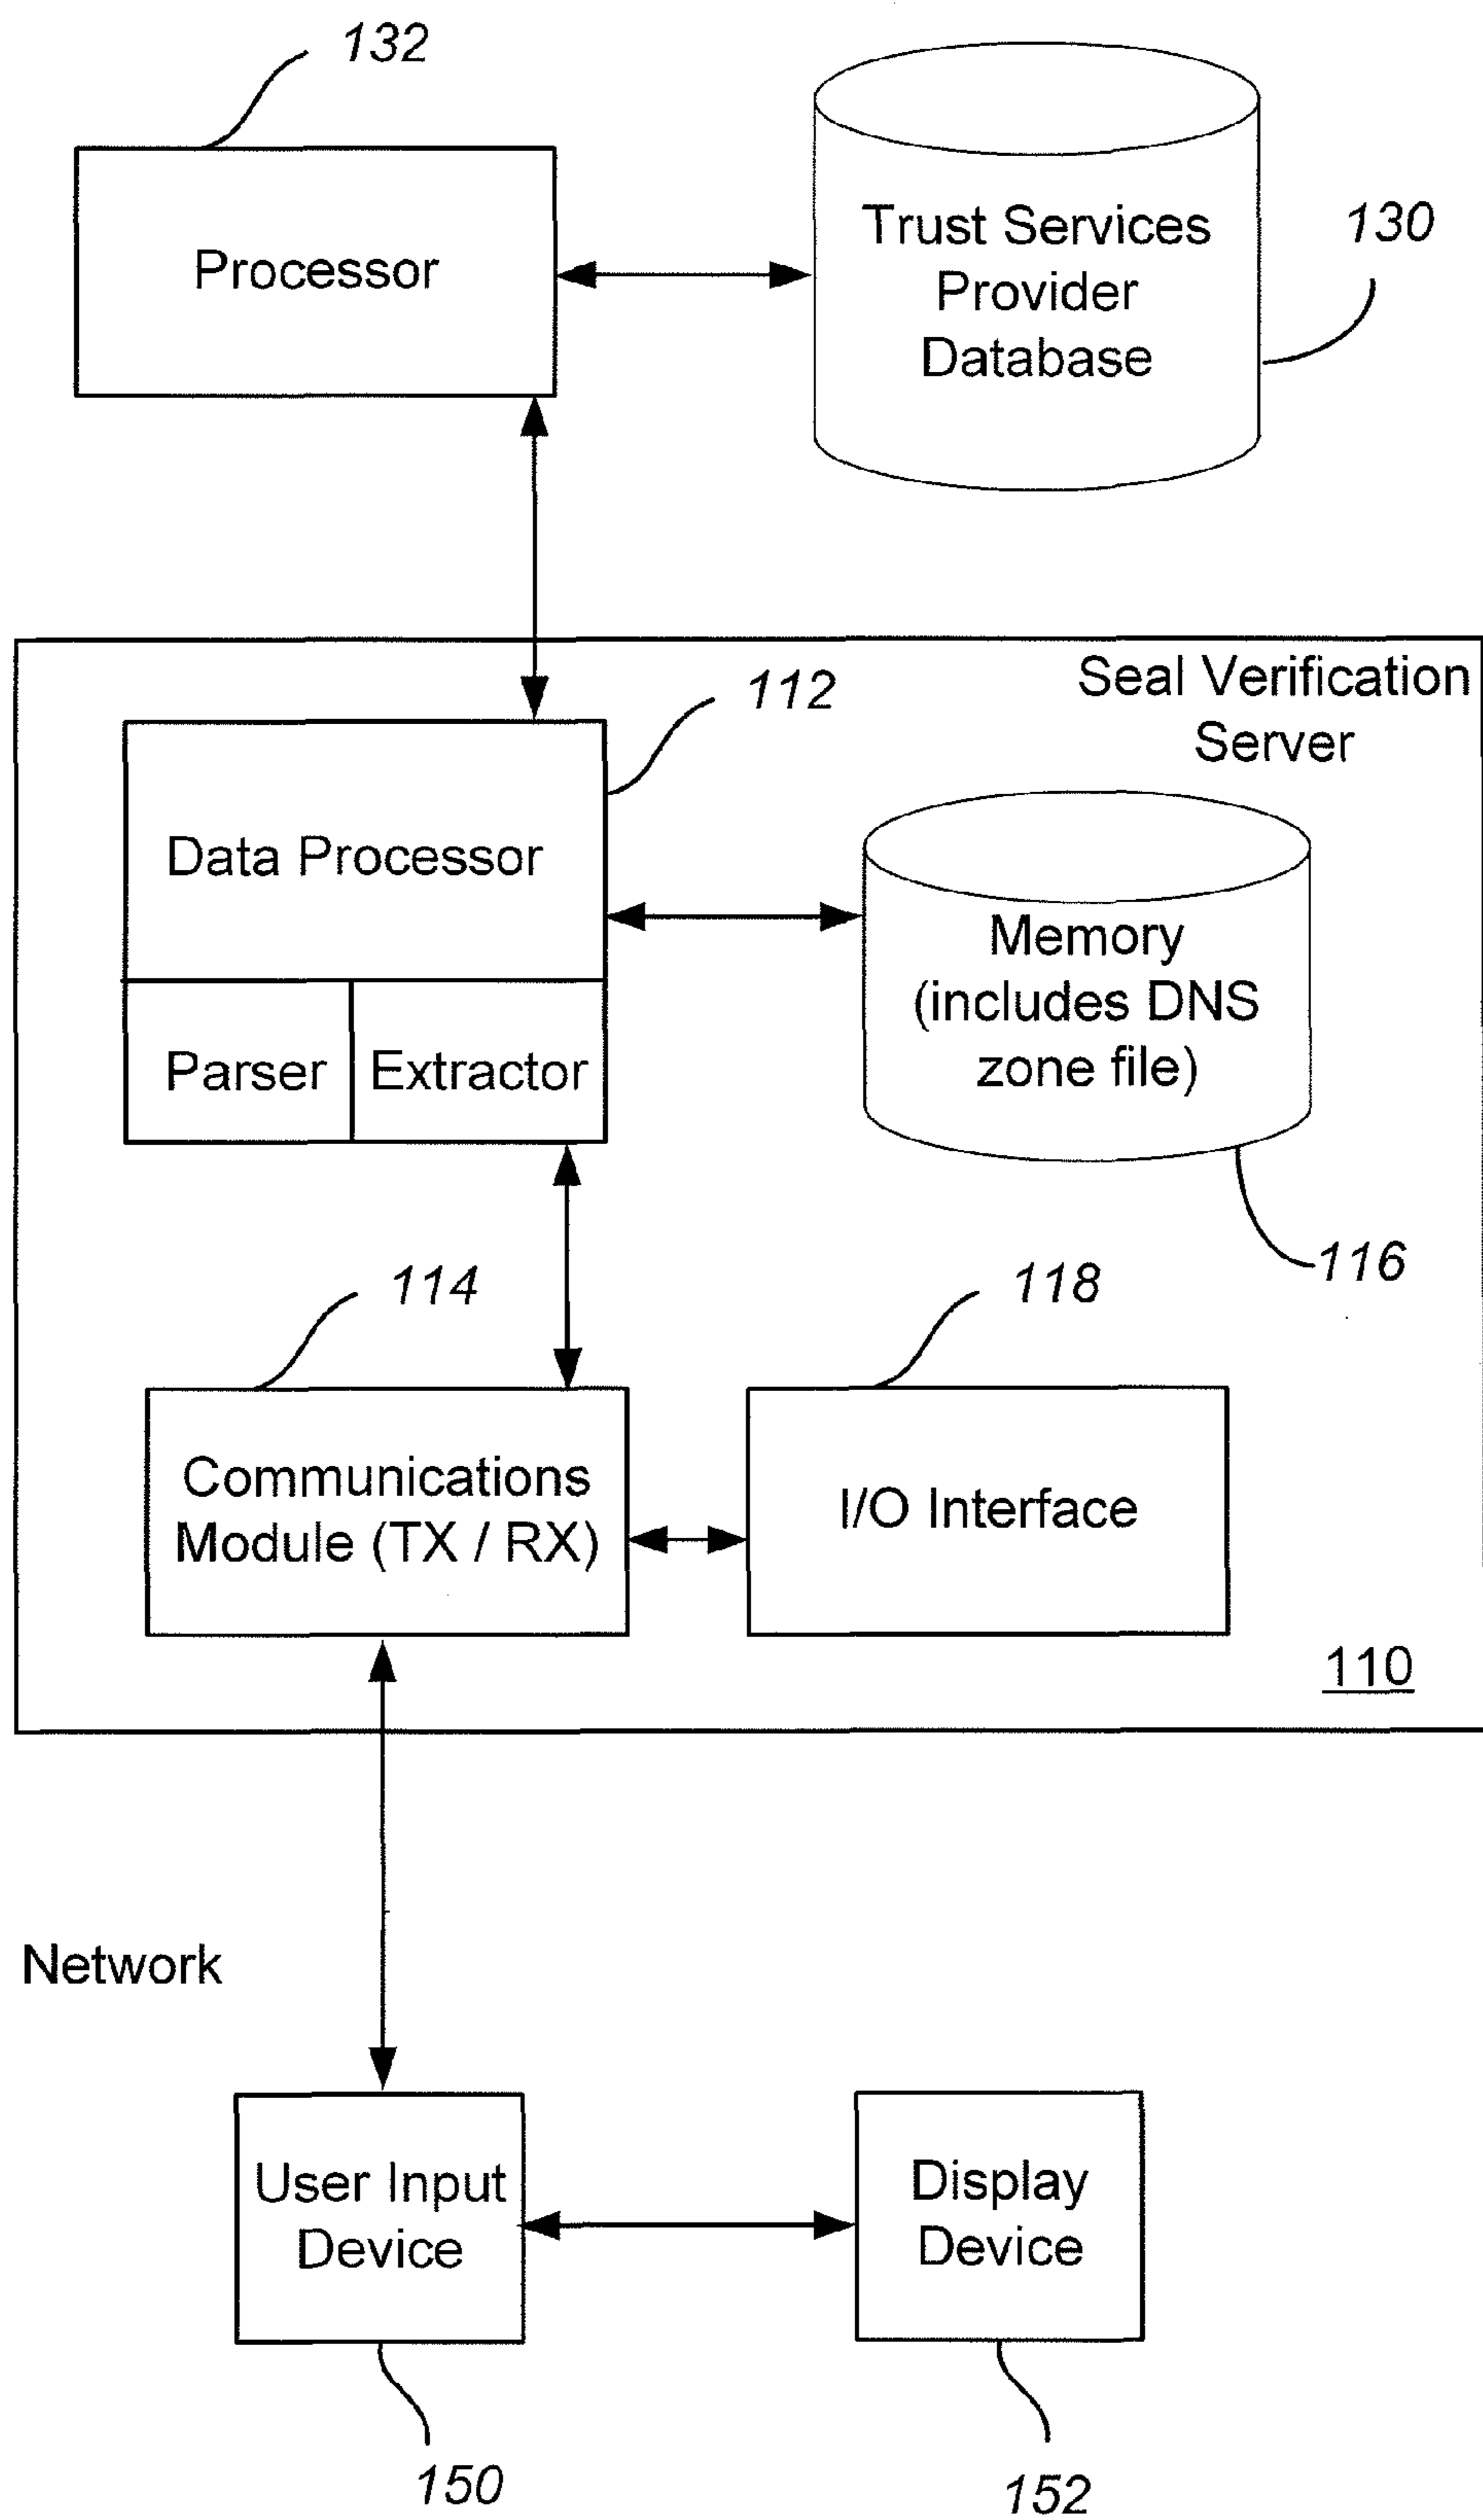 132
Processor
Trust Services
Provider
Database
130
Seal Verification
Server
112
Data Processor
Parser
Extractor
Memory
(includes DNS
zone file)
116
114
118
Communications
Module (TX / RX)
I/O Interface
110
Network
User Input
Device
Display
Device
150
152